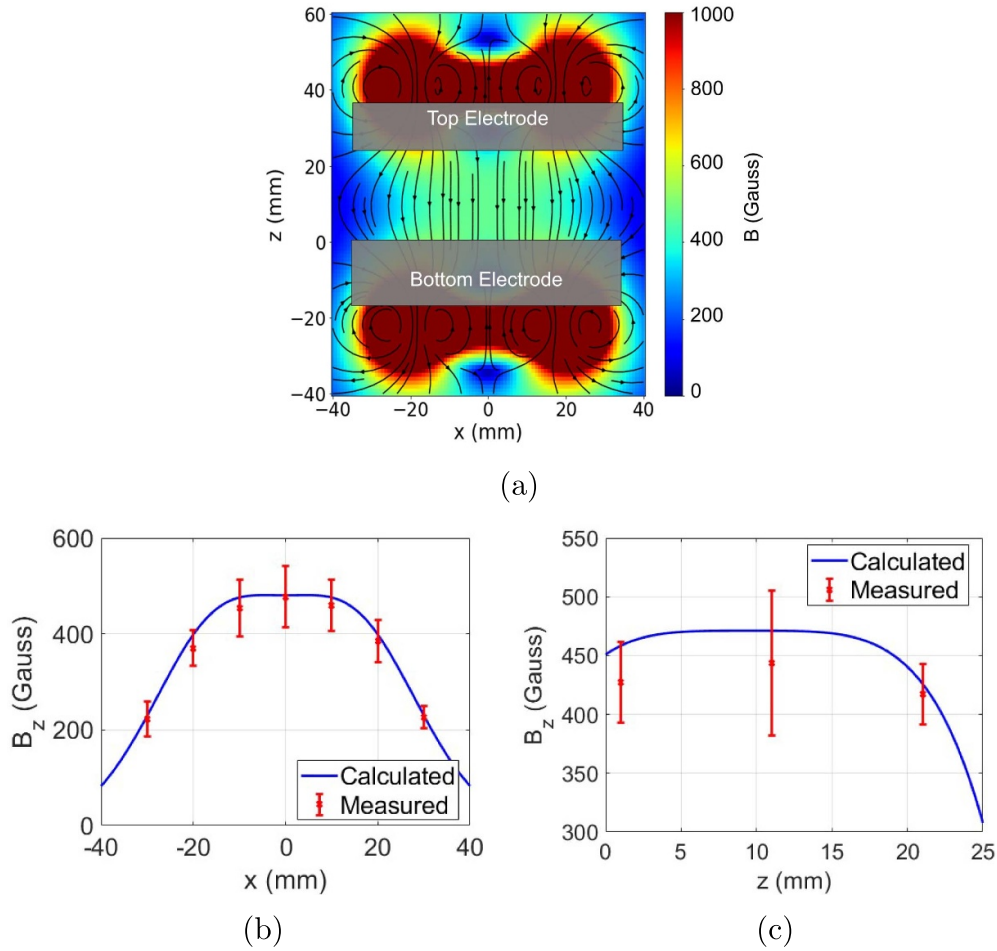 60
40
20
0
−20
−40
z (mm)
Top Electrode
Bottom Electrode
−40 −20 0 20 40
x (mm)
1000
800
600
400
200
0
B (Gauss)
(a)
600
400
200
0
B_z (Gauss)
Calculated
Measured
-40 -20 0 20 40
x (mm)
(b)
550
500
450
400
350
300
B_z (Gauss)
Calculated
Measured
0 5 10 15 20 25
z (mm)
(c)